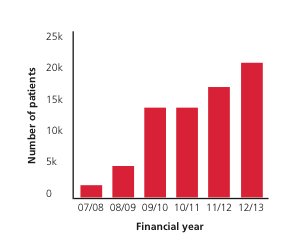 25k
20k
15k
10k
5k
0
Number of patients
07/08 08/09 09/10 10/11 11/12 12/13
Financial year